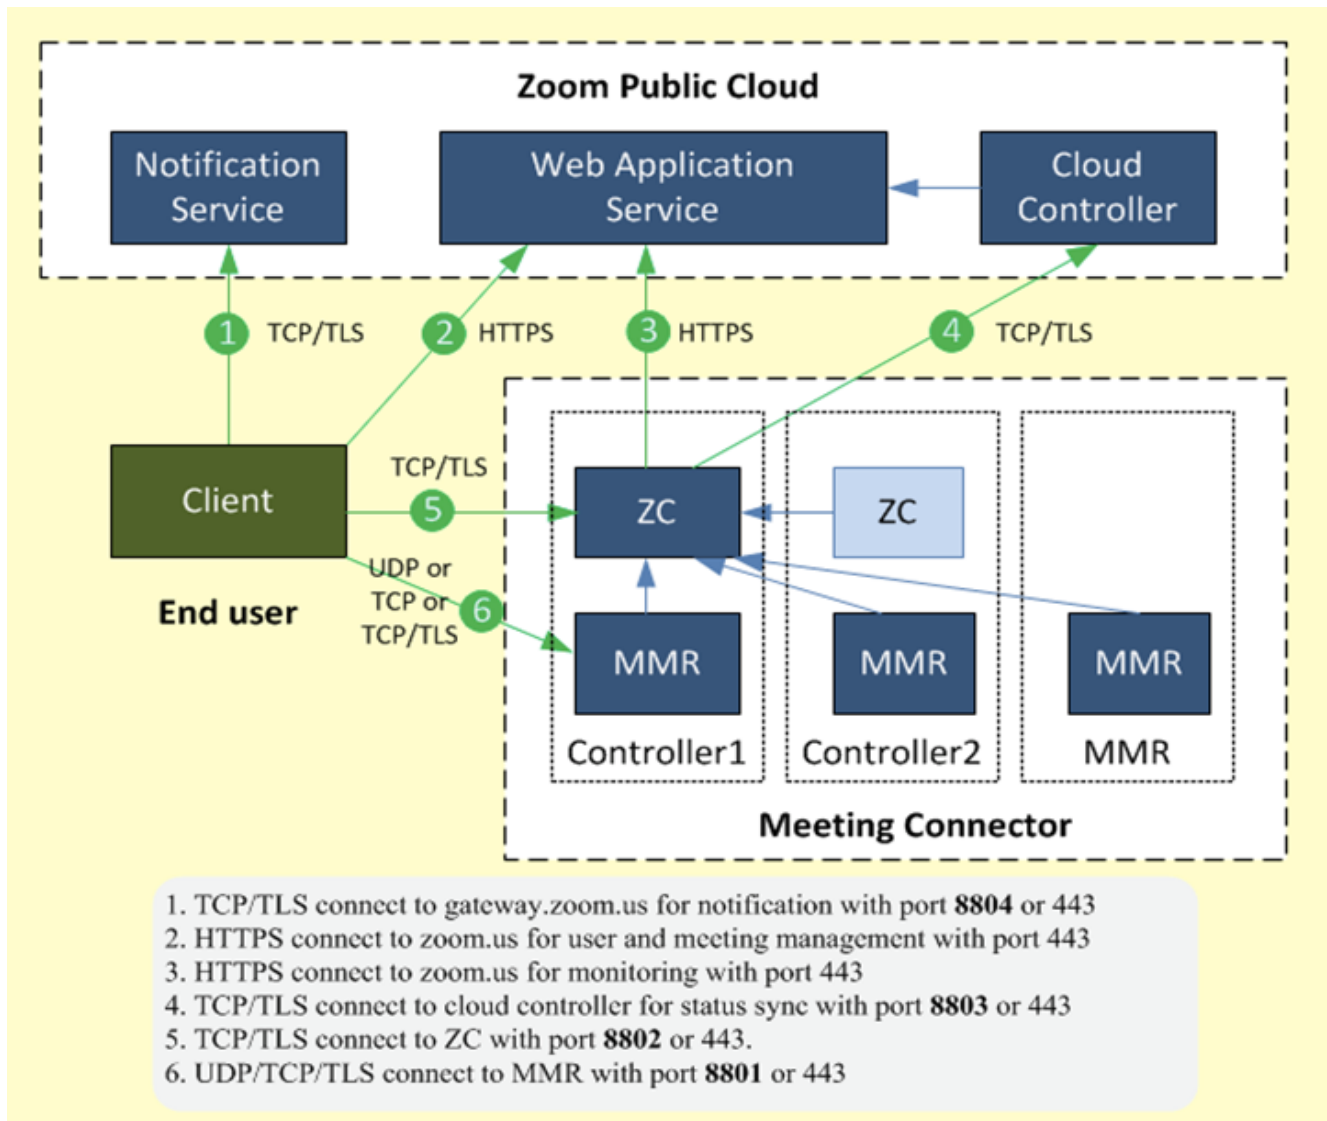 Zoom Public Cloud
Notification
Service
Web Application
Service
Cloud
Controller
1
TCP/TLS
2
HTTPS
3
HTTPS
4
TCP/TLS
Client
End user
TCP/TLS
5
UDP or
TCP or
TCP/TLS
6
ZC
ZC
MMR
MMR
MMR
Controller1
Controller2
MMR
Meeting Connector
1. TCP/TLS connect to gateway.zoom.us for notification with port 8804 or 443
2. HTTPS connect to zoom.us for user and meeting management with port 443
3. HTTPS connect to zoom.us for monitoring with port 443
4. TCP/TLS connect to cloud controller for status sync with port 8803 or 443
5. TCP/TLS connect to ZC with port 8802 or 443.
6. UDP/TCP/TLS connect to MMR with port 8801 or 443